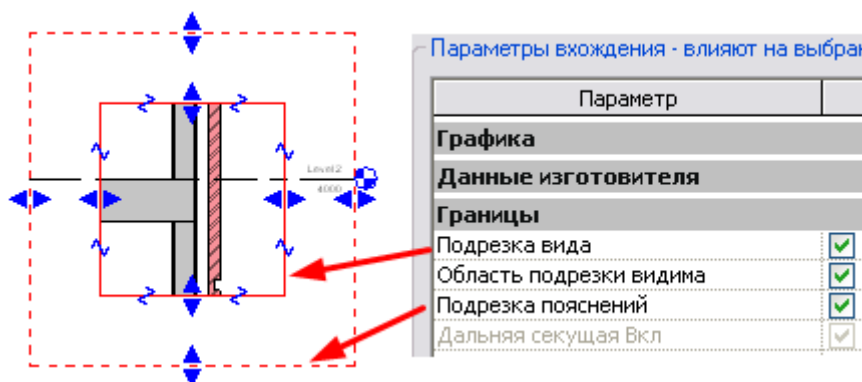 Параметры вхождения - влияют на выбран
Параметр
Графика
Данные изготовителя
Границы
Подрезка вида
Область подрезки видима
Подрезка пояснений
Дальняя секущая Вкл
Level 2
4000